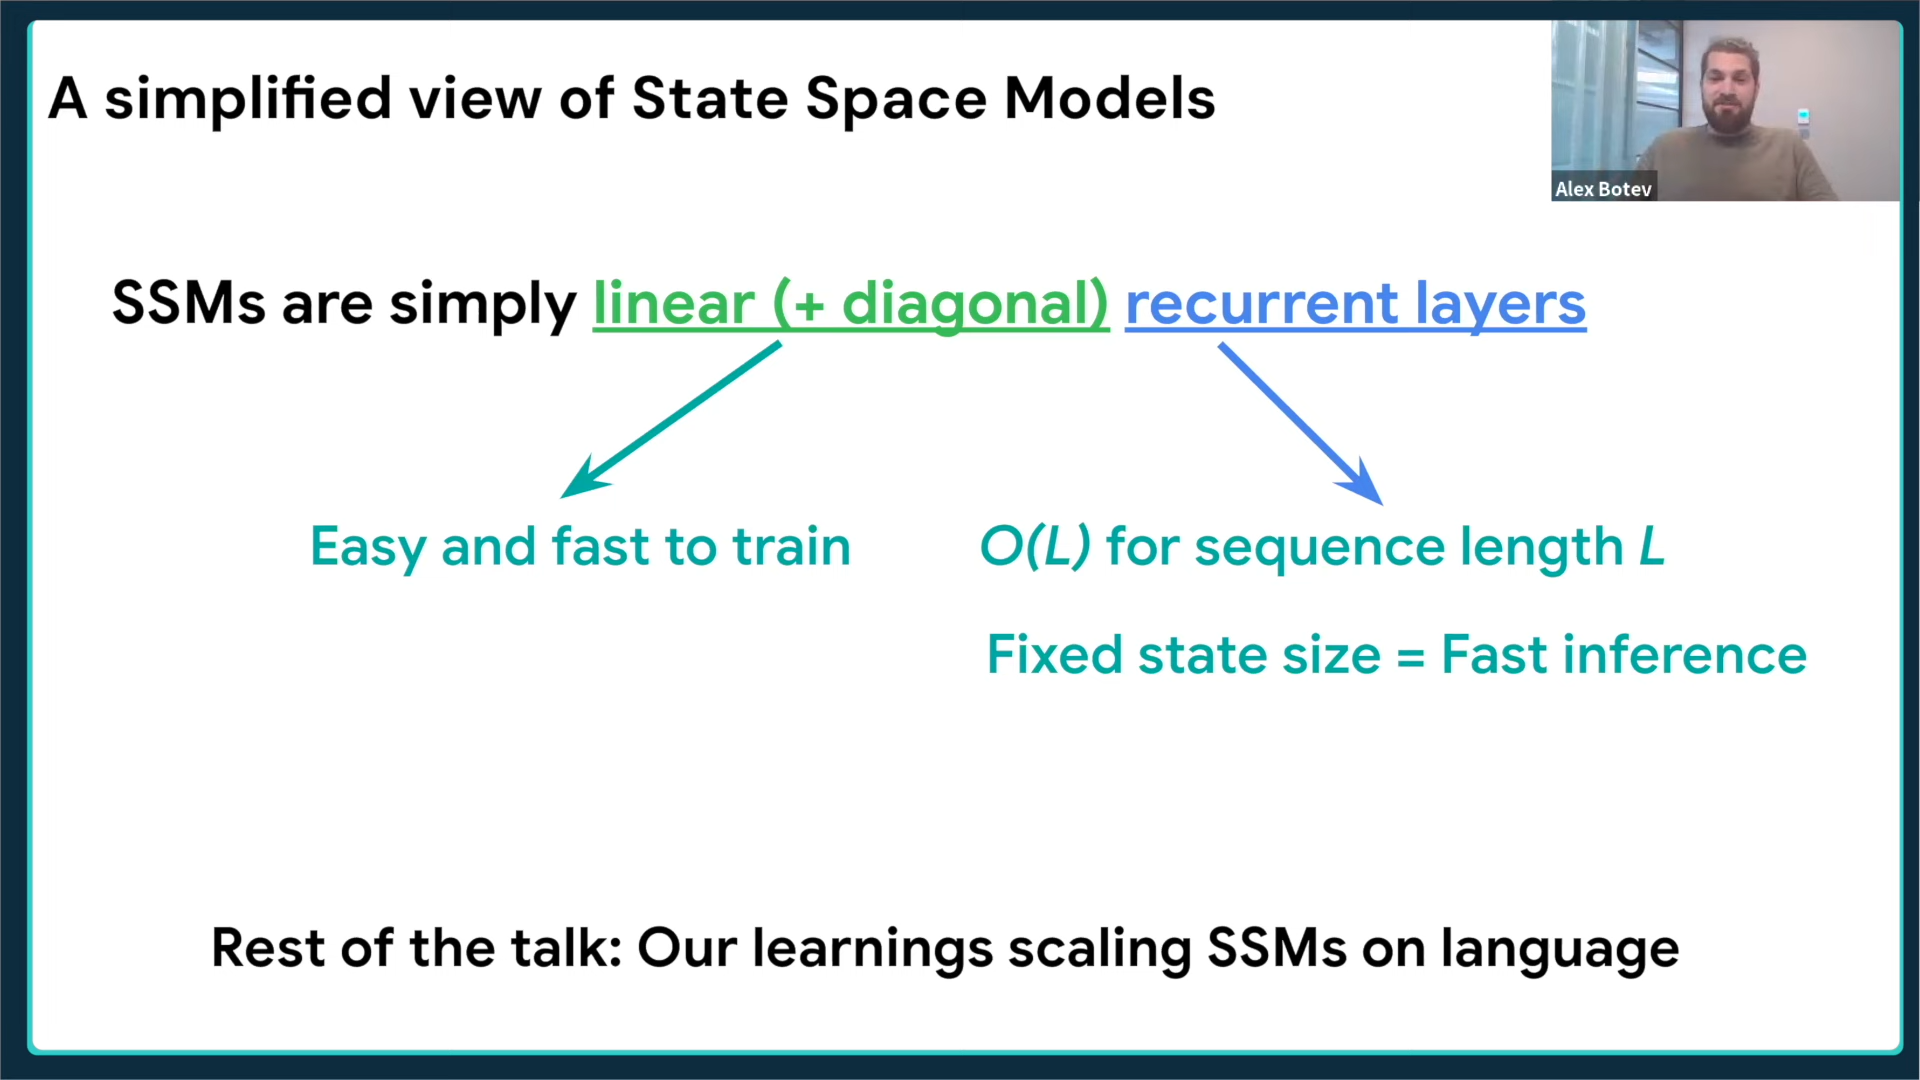 A simplified view of State Space Models
Alex Botev
SSMs are simply linear (+ diagonal) recurrent layers
Easy and fast to train
O(L) for sequence length L
Fixed state size = Fast inference
Rest of the talk: Our learnings scaling SSMs on language